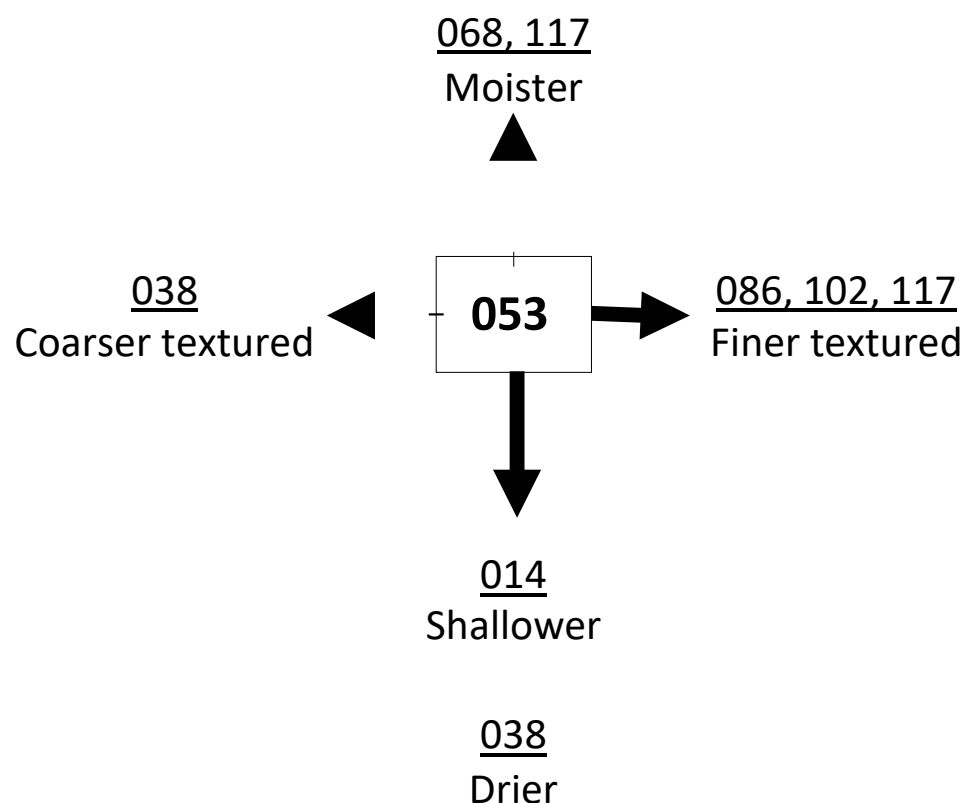 068, 117
Moister
038
Coarser textured
053
086, 102, 117
Finer textured
014
Shallower
038
Drier